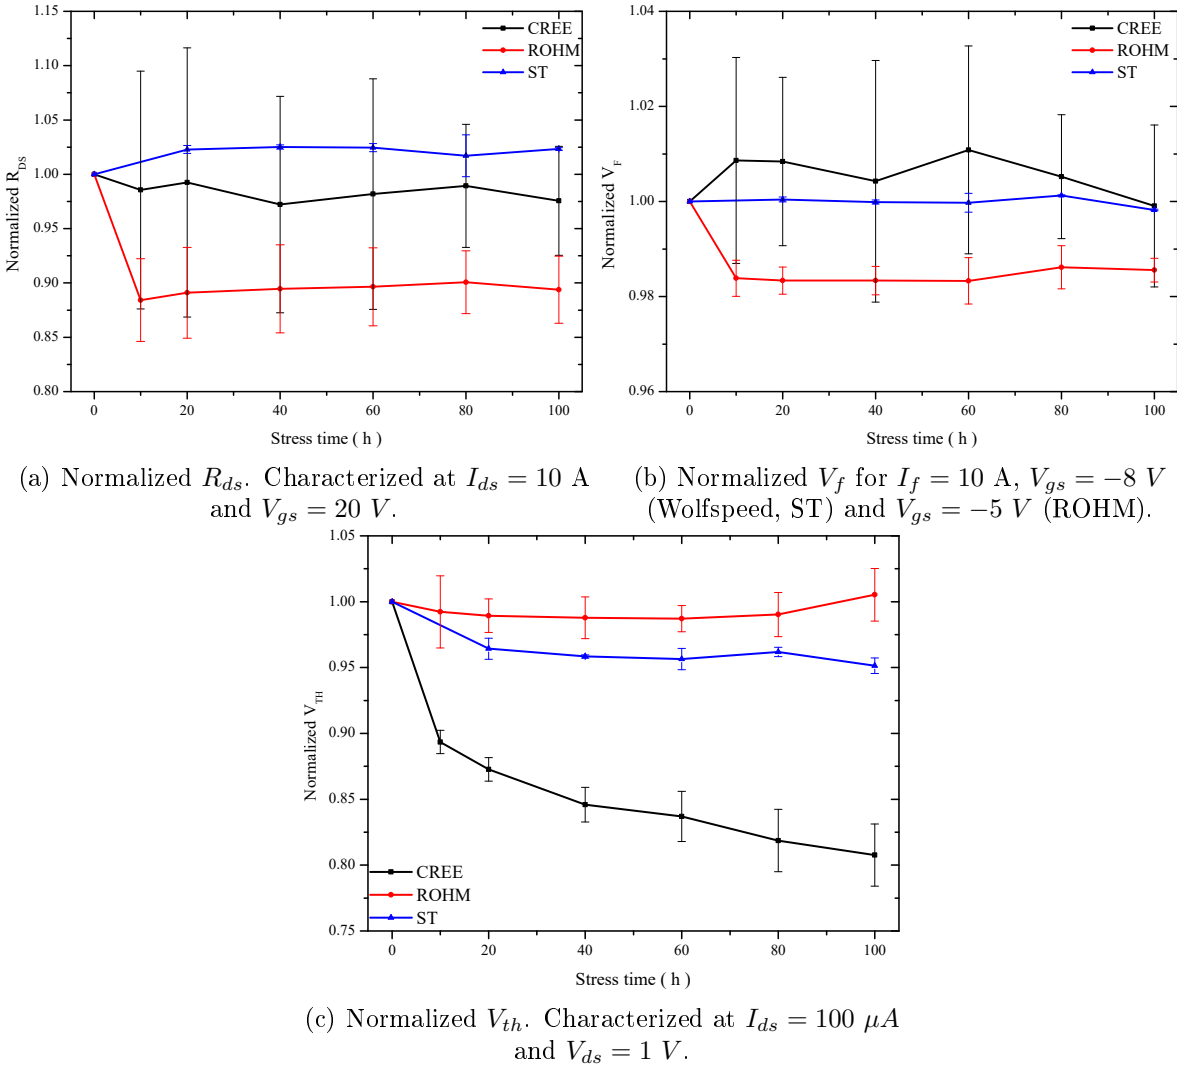 1.15
1.10
1.05
1.00
0.95
0.90
0.85
0.80
Normalized R_DS
0 20 40 60 80 100
Stress time ( h )
CREE
ROHM
ST
(a) Normalized R_ds. Characterized at I_ds = 10 A
and V_gs = 20 V.
1.04
1.02
1.00
0.98
0.96
Normalized V_F
0 20 40 60 80 100
Stress time ( h )
CREE
ROHM
ST
(b) Normalized V_f for I_f = 10 A, V_gs = −8 V
(Wolfspeed, ST) and V_gs = −5 V (ROHM).
1.05
1.00
0.95
0.90
0.85
0.80
0.75
Normalized V_TH
CREE
ROHM
ST
0 20 40 60 80 100
Stress time ( h )
(c) Normalized V_th. Characterized at I_ds = 100 μA
and V_ds = 1 V.